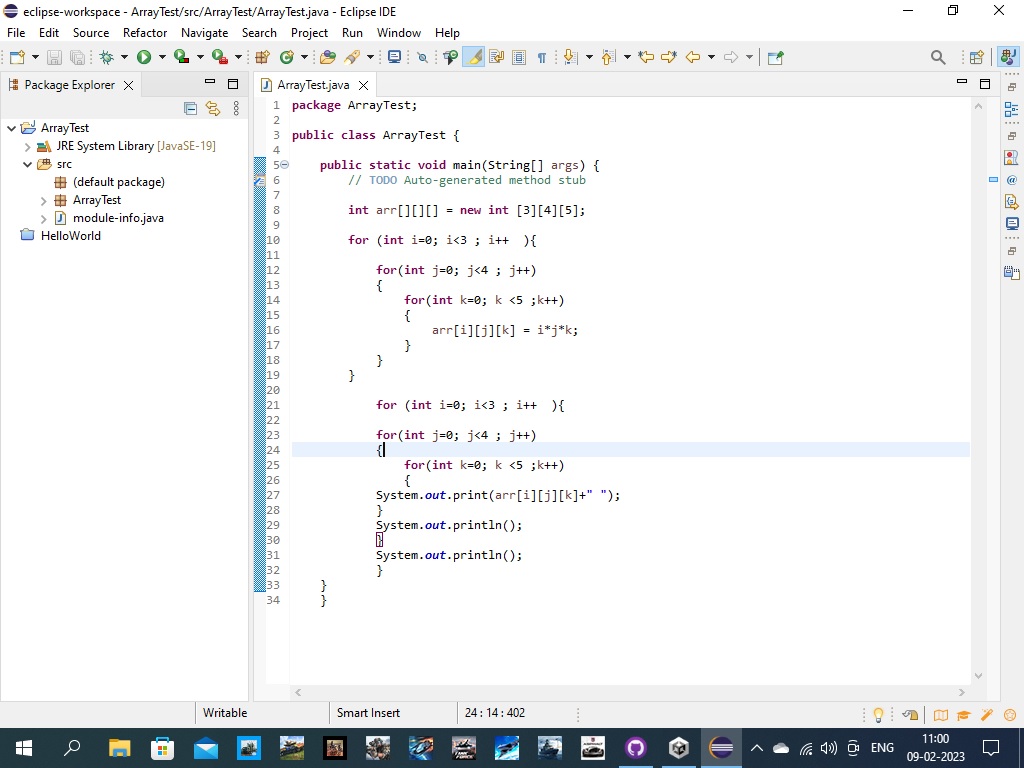 eclipse-workspace - ArrayTest/src/ArrayTest/ArrayTest.java - Eclipse IDE
File Edit Source Refactor Navigate Search Project Run Window Help
Package Explorer
ArrayTest
JRE System Library [JavaSE-19]
src
(default package)
ArrayTest
module-info.java
HelloWorld
ArrayTest.java
1 package ArrayTest;
2
3 public class ArrayTest {
4
5 public static void main(String[] args) {
6 // TODO Auto-generated method stub
7
8 int arr[][][] = new int [3][4][5];
9
10 for (int i=0; i<3 ; i++ ){
11
12 for(int j=0; j<4 ; j++)
13 {
14 for(int k=0; k <5 ;k++)
15 {
16 arr[i][j][k] = i*j*k;
17 }
18 }
19 }
20
21 for (int i=0; i<3 ; i++ ){
22
23 for(int j=0; j<4 ; j++)
24 {
25 for(int k=0; k <5 ;k++)
26 {
27 System.out.print(arr[i][j][k]+" ");
28 }
29 System.out.println();
30 }
31 System.out.println();
32 }
33 }
34 }
Writable Smart Insert 24 : 14 : 402
ENG 11:00
09-02-2023